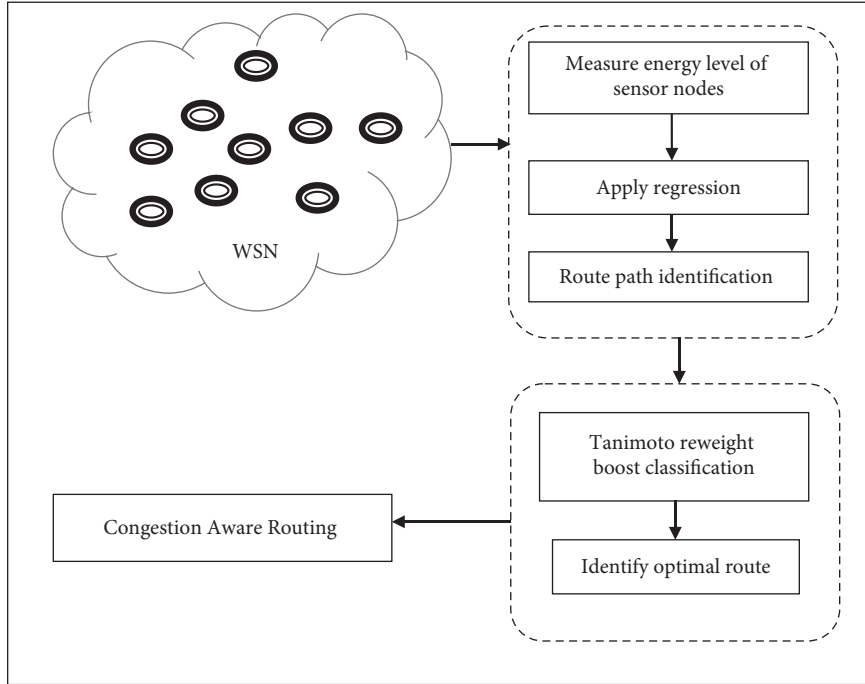 WSN
Measure energy level of
sensor nodes
Apply regression
Route path identification
Tanimoto reweight
boost classification
Identify optimal route
Congestion Aware Routing